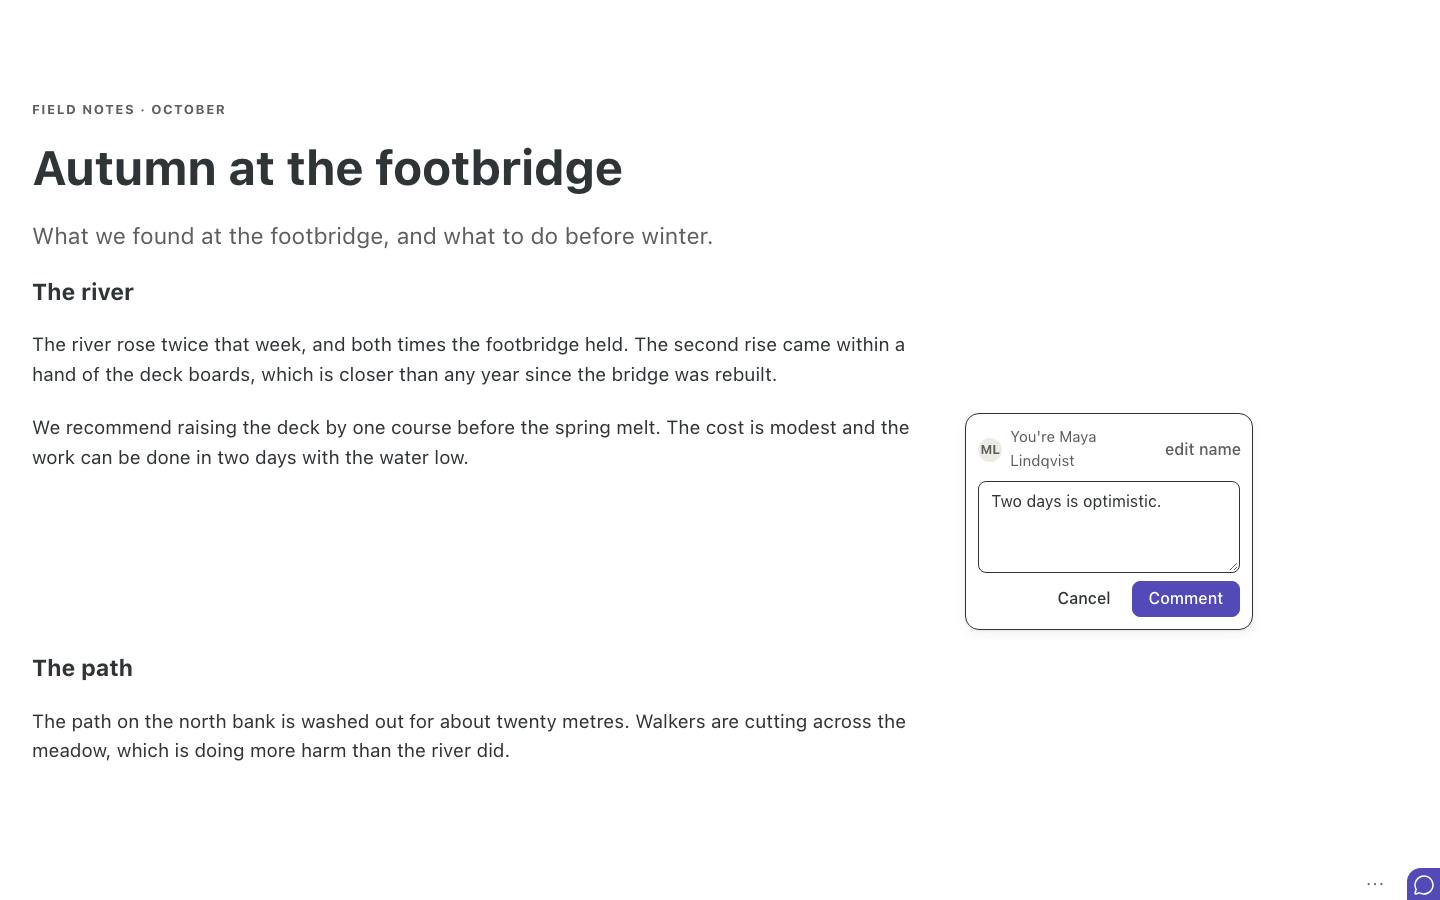 FIELD NOTES · OCTOBER
Autumn at the footbridge
What we found at the footbridge, and what to do before winter.
The river
The river rose twice that week, and both times the footbridge held. The second rise came within a
hand of the deck boards, which is closer than any year since the bridge was rebuilt.
We recommend raising the deck by one course before the spring melt. The cost is modest and the
work can be done in two days with the water low.
ML
You're Maya
Lindqvist
edit name
Two days is optimistic.
Cancel
Comment
The path
The path on the north bank is washed out for about twenty metres. Walkers are cutting across the
meadow, which is doing more harm than the river did.
...